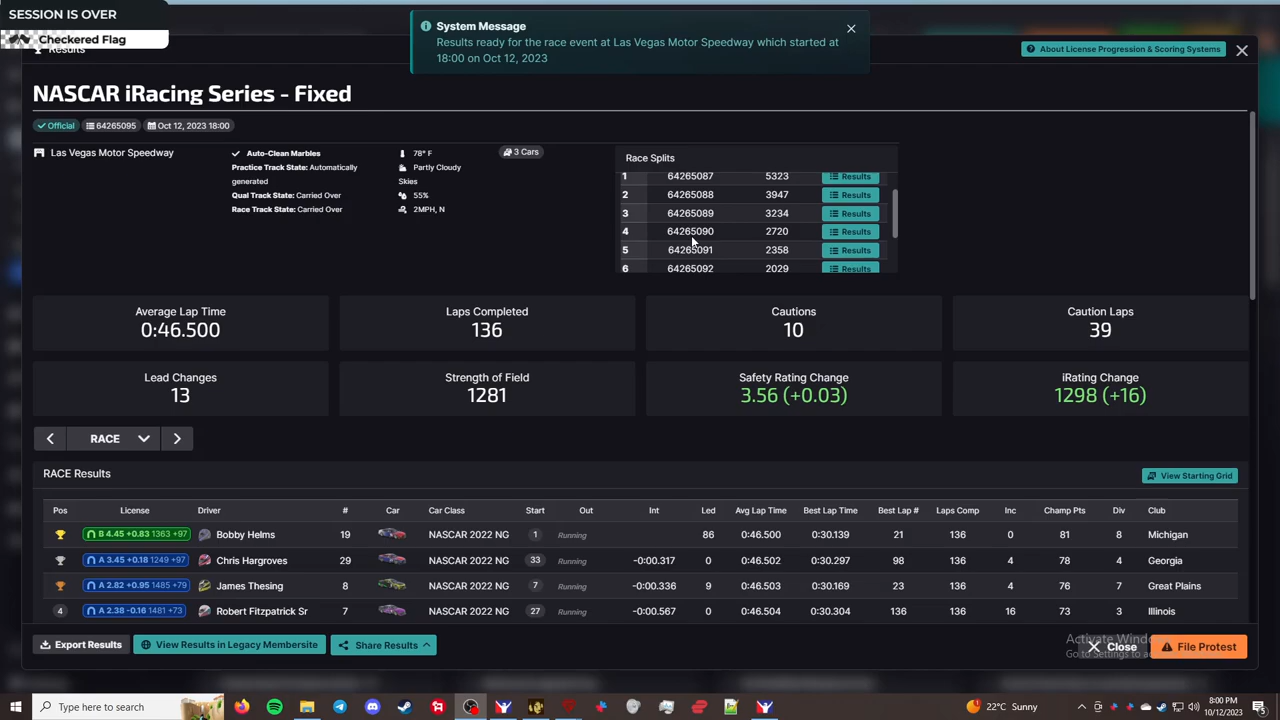 SESSION IS OVER
Checkered Flag
System Message
Results ready for the race event at Las Vegas Motor Speedway which started at
18:00 on Oct 12, 2023
Results
About License Progression & Scoring Systems
NASCAR iRacing Series - Fixed
Official 64265095 Oct 12, 2023 18:00
Las Vegas Motor Speedway
Auto-Clean Marbles
Practice Track State: Automatically
generated
Qual Track State: Carried Over
Race Track State: Carried Over
78° F
Partly Cloudy
Skies
55%
2MPH, N
3 Cars
Race Splits
1 64265087 5323 Results
2 64265088 3947 Results
3 64265089 3234 Results
4 64265090 2720 Results
5 64265091 2358 Results
6 64265092 2029 Results
Average Lap Time
0:46.500
Laps Completed
136
Cautions
10
Caution Laps
39
Lead Changes
13
Strength of Field
1281
Safety Rating Change
3.56 (+0.03)
iRating Change
1298 (+16)
RACE
RACE Results
View Starting Grid
Pos License Driver # Car Car Class Start Out Int Led Avg Lap Time Best Lap Time Best Lap # Laps Comp Inc Champ Pts Div Club
B 4.45 +0.83 1363 +97 Bobby Helms 19 NASCAR 2022 NG 1 Running 86 0:46.500 0:30.139 21 136 0 81 8 Michigan
A 3.45 +0.18 1249 +97 Chris Hargroves 29 NASCAR 2022 NG 33 Running -0:00.317 0 0:46.502 0:30.297 98 136 4 78 4 Georgia
A 2.82 +0.95 1485 +79 James Thesing 8 NASCAR 2022 NG 7 Running -0:00.336 9 0:46.503 0:30.169 23 136 4 76 7 Great Plains
4 A 2.38 -0.16 1481 +73 Robert Fitzpatrick Sr 7 NASCAR 2022 NG 27 Running -0:00.567 0 0:46.504 0:30.304 136 136 16 73 3 Illinois
Export Results
View Results in Legacy Membersite
Share Results
Activate Windo
Go to Settings to a
Close
File Protest
Type here to search
22°C Sunny
8:00 PM
10/12/2023